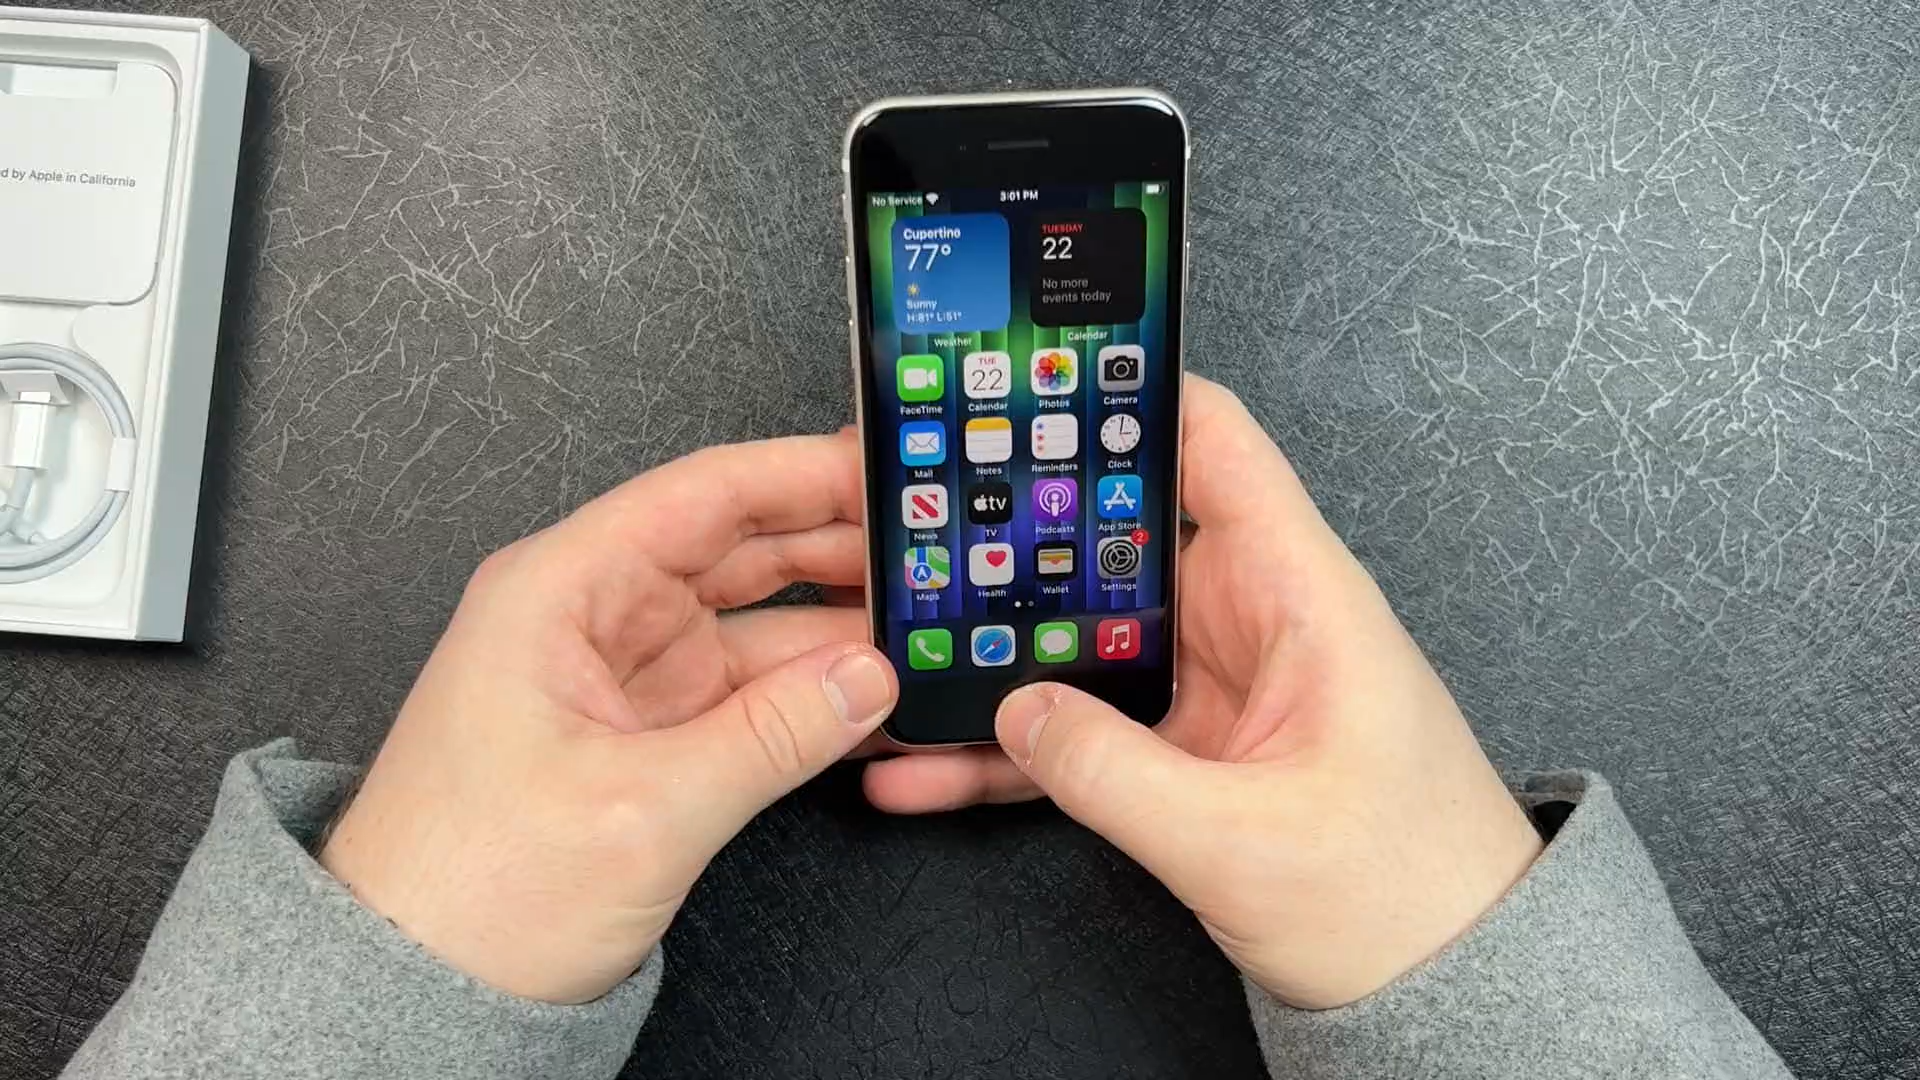 d by Apple in California
No Service
3:01 PM
Cupertino
77°
Sunny
H:81° L:51°
Weather
TUESDAY
22
No more
events today
Calendar
FaceTime
TUE
22
Calendar
Photos
Camera
Mail
Notes
Reminders
Clock
News
tv
TV
Podcasts
App Store
Maps
Health
Wallet
2
Settings